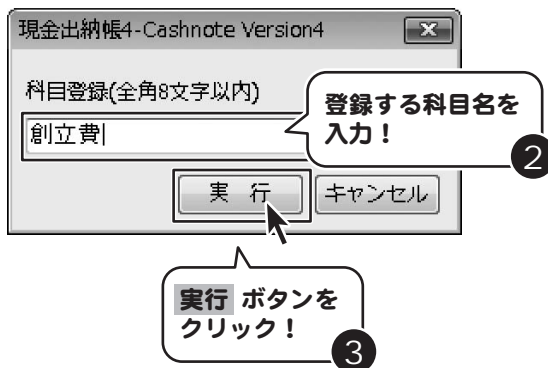 現金出納帳4-Cashnote Version4
科目登録(全角8文字以内)
創立費
登録する科目名を
入力！
2
実 行
キャンセル
実行 ボタンを
クリック！
3